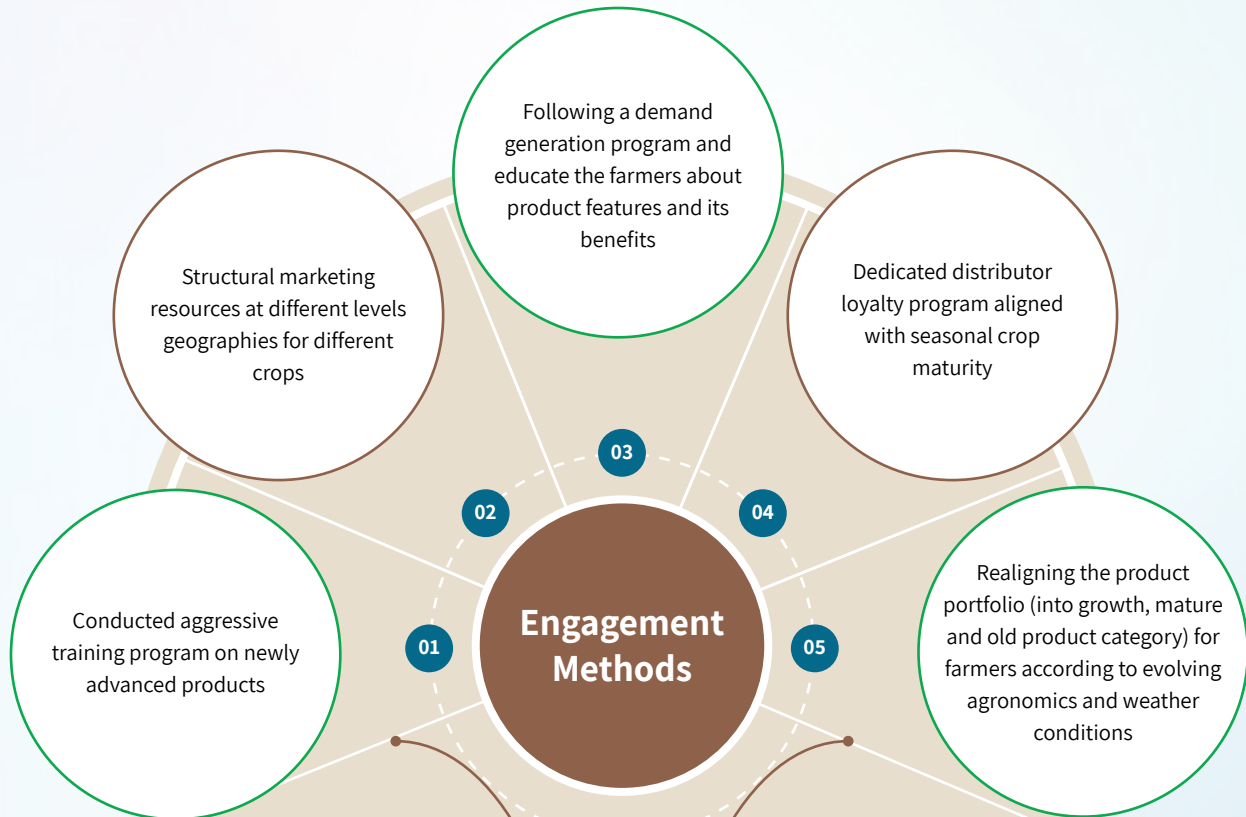 Following a demand
generation program and
educate the farmers about
product features and its
benefits
Structural marketing
resources at different levels
geographies for different
crops
Dedicated distributor
loyalty program aligned
with seasonal crop
maturity
03
02
04
Conducted aggressive
training program on newly
advanced products
01
Engagement
Methods
05
Realigning the product
portfolio (into growth, mature
and old product category) for
farmers according to evolving
agronomics and weather
conditions